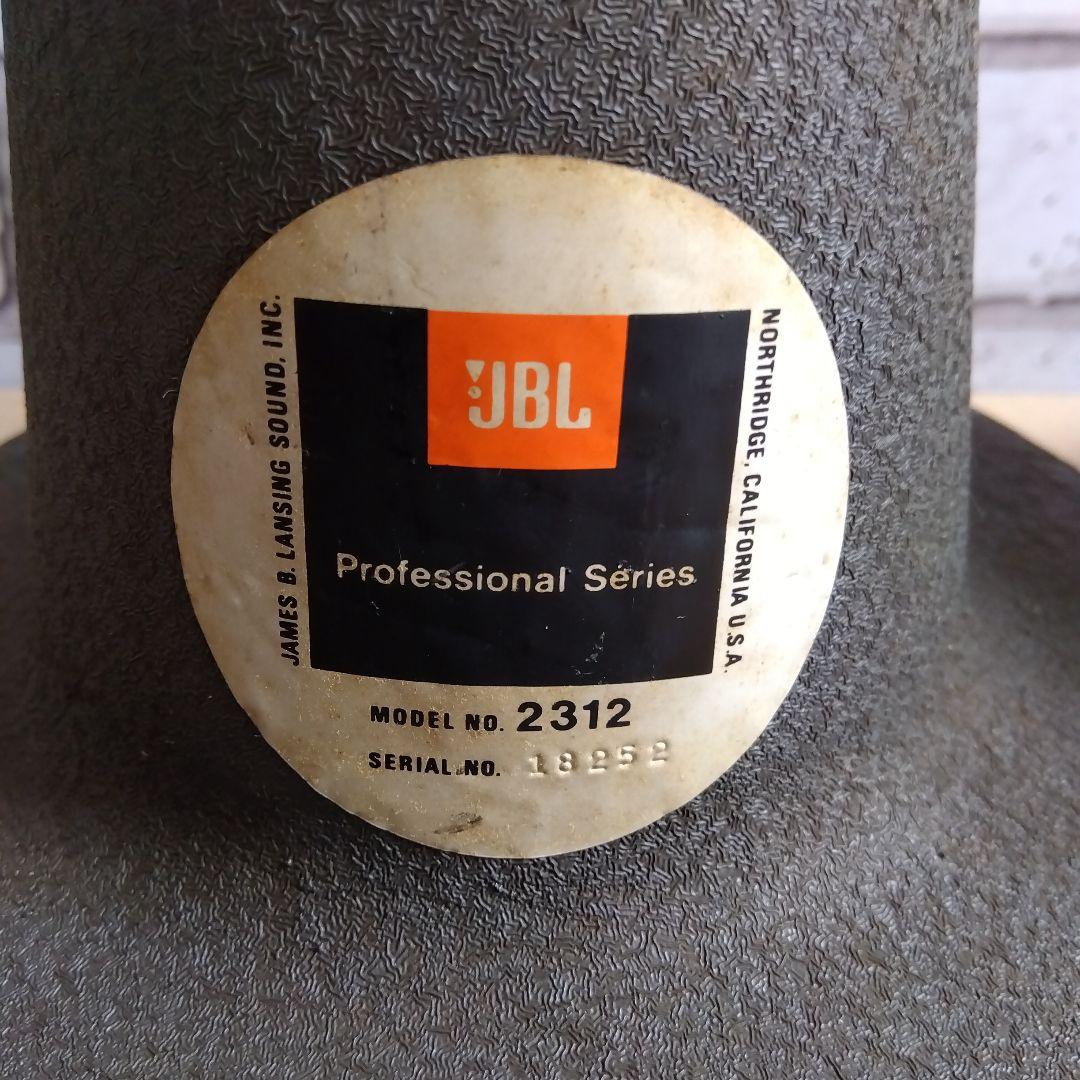 JBL
Professional Series
JAMES B. LANSING SOUND, INC.
NORTHRIDGE, CALIFORNIA U.S.A.
MODEL NO. 2312
SERIAL NO. 18252